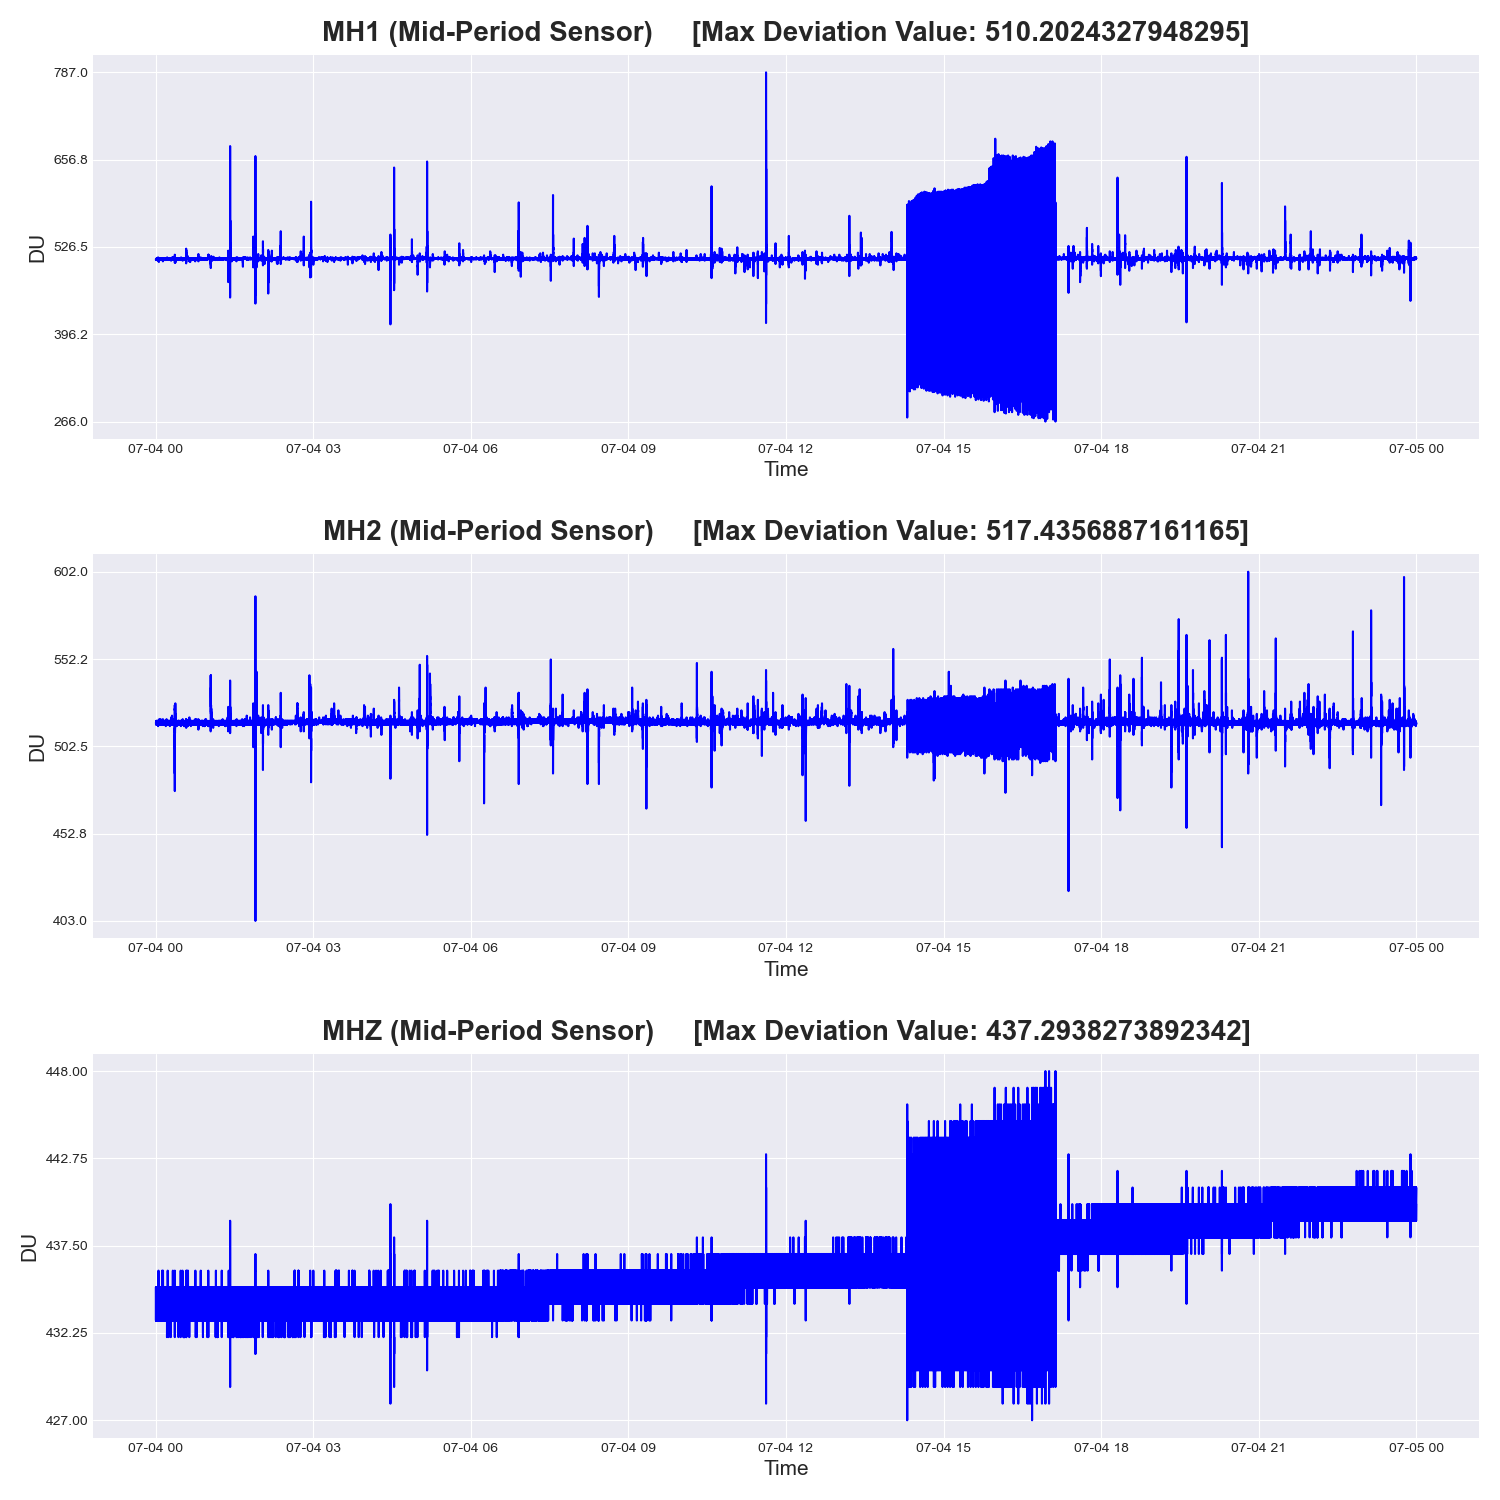 MH1 (Mid-Period Sensor)     [Max Deviation Value: 510.2024327948295]
787.0
656.8
526.5
396.2
266.0
DU
07-04 00 07-04 03 07-04 06 07-04 09 07-04 12 07-04 15 07-04 18 07-04 21 07-05 00
Time
MH2 (Mid-Period Sensor)     [Max Deviation Value: 517.4356887161165]
602.0
552.2
502.5
452.8
403.0
DU
07-04 00 07-04 03 07-04 06 07-04 09 07-04 12 07-04 15 07-04 18 07-04 21 07-05 00
Time
MHZ (Mid-Period Sensor)     [Max Deviation Value: 437.2938273892342]
448.00
442.75
437.50
432.25
427.00
DU
07-04 00 07-04 03 07-04 06 07-04 09 07-04 12 07-04 15 07-04 18 07-04 21 07-05 00
Time